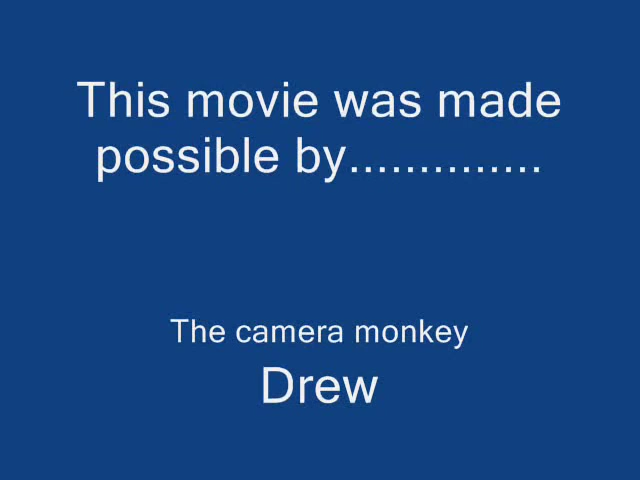 This movie was made
possible by..............
The camera monkey
Drew